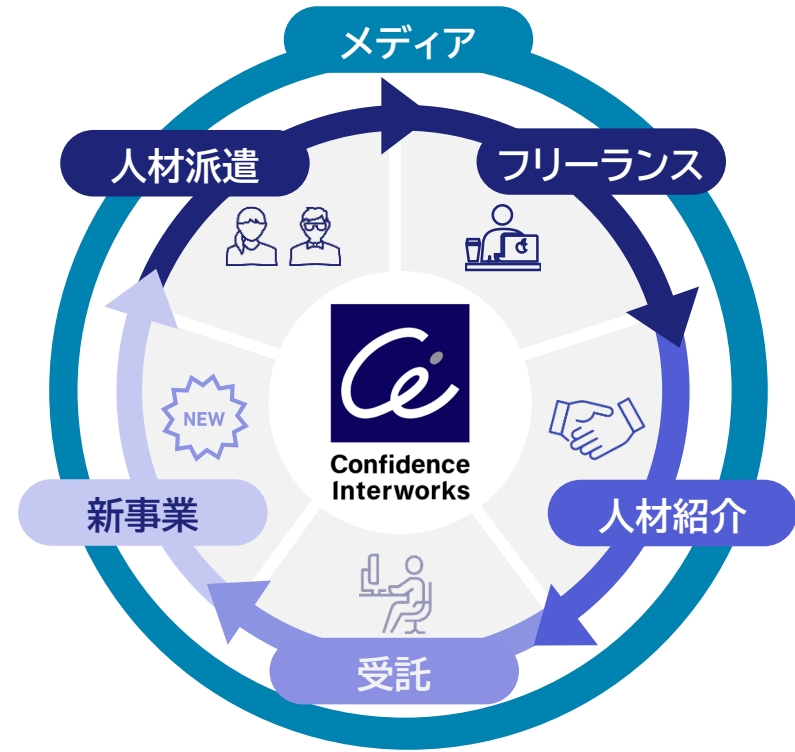 メディア
人材派遣
フリーランス
NEW
Ci
Confidence
Interworks
新事業
人材紹介
受託